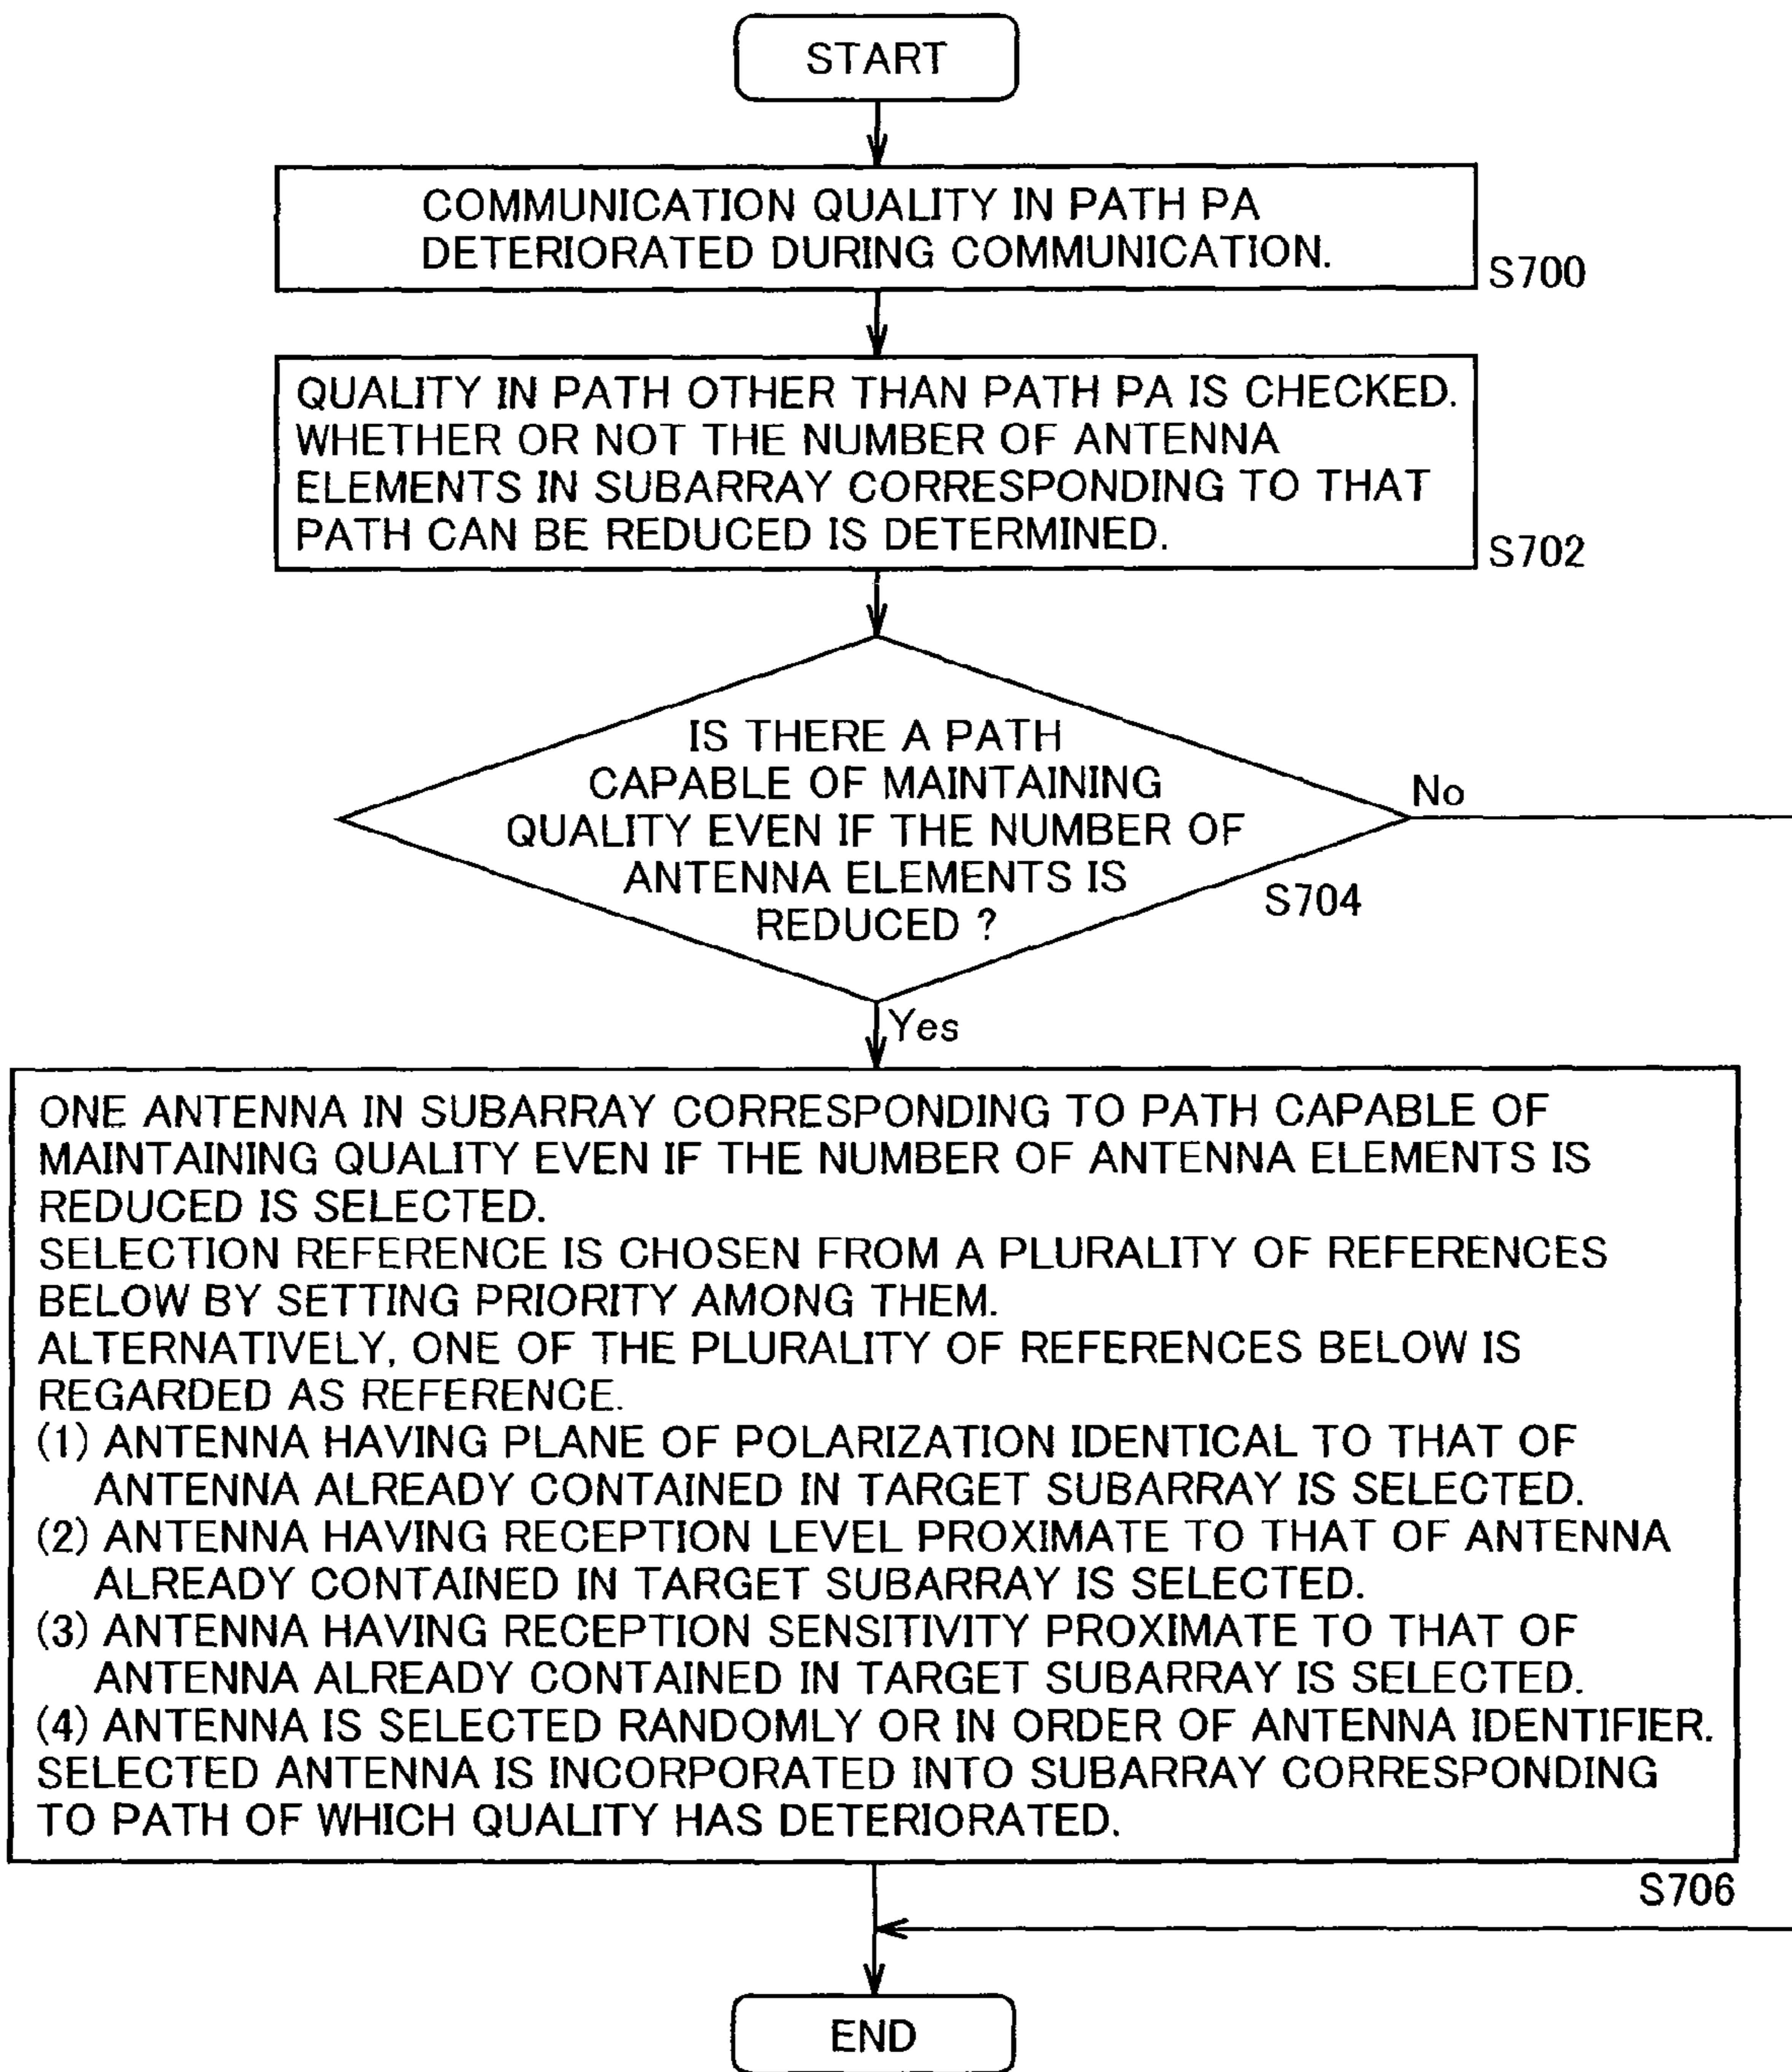 START
COMMUNICATION QUALITY IN PATH PA
DETERIORATED DURING COMMUNICATION.
S700
QUALITY IN PATH OTHER THAN PATH PA IS CHECKED.
WHETHER OR NOT THE NUMBER OF ANTENNA
ELEMENTS IN SUBARRAY CORRESPONDING TO THAT
PATH CAN BE REDUCED IS DETERMINED.
S702
IS THERE A PATH
CAPABLE OF MAINTAINING
QUALITY EVEN IF THE NUMBER OF
ANTENNA ELEMENTS IS
REDUCED ?
No
S704
Yes
ONE ANTENNA IN SUBARRAY CORRESPONDING TO PATH CAPABLE OF
MAINTAINING QUALITY EVEN IF THE NUMBER OF ANTENNA ELEMENTS IS
REDUCED IS SELECTED.
SELECTION REFERENCE IS CHOSEN FROM A PLURALITY OF REFERENCES
BELOW BY SETTING PRIORITY AMONG THEM.
ALTERNATIVELY, ONE OF THE PLURALITY OF REFERENCES BELOW IS
REGARDED AS REFERENCE.
(1) ANTENNA HAVING PLANE OF POLARIZATION IDENTICAL TO THAT OF
ANTENNA ALREADY CONTAINED IN TARGET SUBARRAY IS SELECTED.
(2) ANTENNA HAVING RECEPTION LEVEL PROXIMATE TO THAT OF ANTENNA
ALREADY CONTAINED IN TARGET SUBARRAY IS SELECTED.
(3) ANTENNA HAVING RECEPTION SENSITIVITY PROXIMATE TO THAT OF
ANTENNA ALREADY CONTAINED IN TARGET SUBARRAY IS SELECTED.
(4) ANTENNA IS SELECTED RANDOMLY OR IN ORDER OF ANTENNA IDENTIFIER.
SELECTED ANTENNA IS INCORPORATED INTO SUBARRAY CORRESPONDING
TO PATH OF WHICH QUALITY HAS DETERIORATED.
S706
END